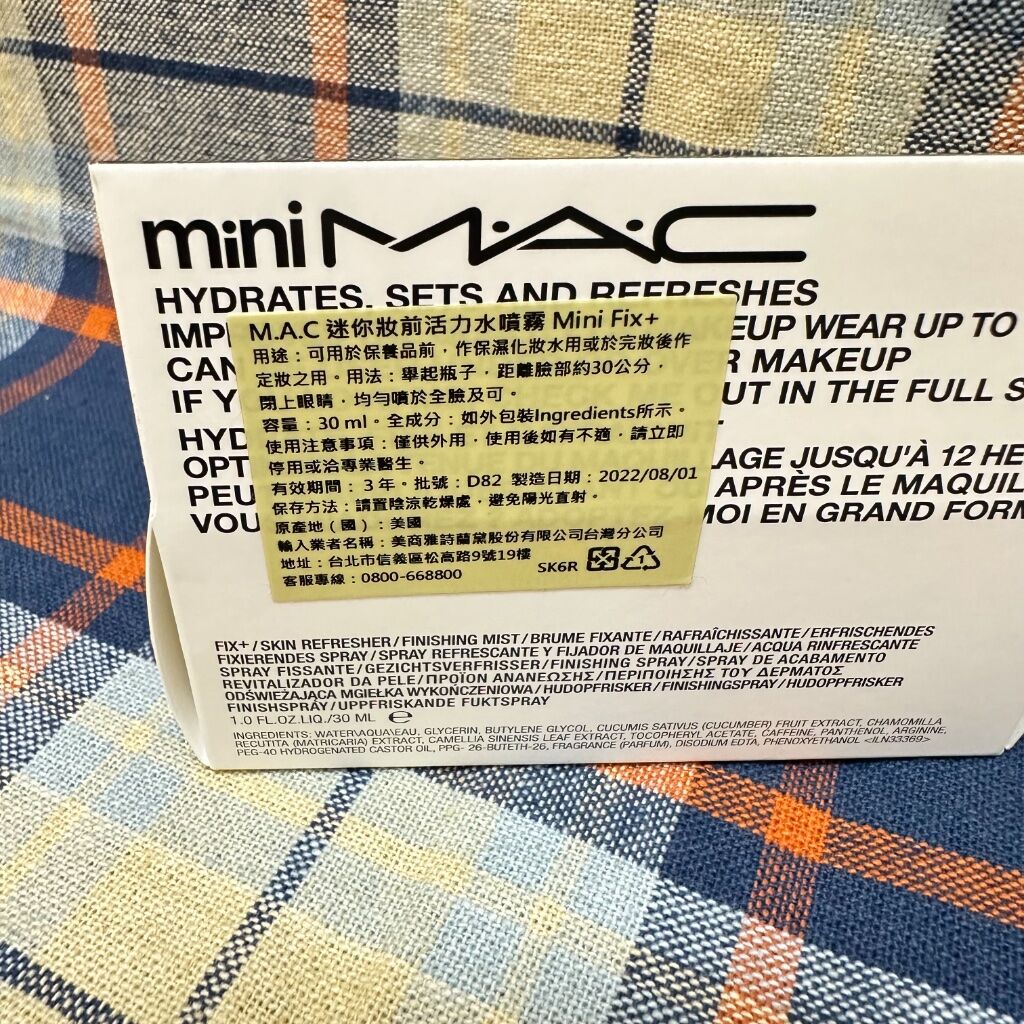 mini M·A·C
HYDRATES, SETS AND REFRESHES
IMP EUP WEAR UP TO
CAN ER MAKEUP
IF Y OUT IN THE FULL S
HYD
OPT LAGE JUSQU'À 12 HE
PEU APRÈS LE MAQUIL
VOU MOI EN GRAND FORM
M.A.C 迷你妝前活力水噴霧 Mini Fix+
用途：可用於保養品前，作保濕化妝水用或於完妝後作
定妝之用。用法：舉起瓶子，距離臉部約30公分，
閉上眼睛，均勻噴於全臉及可。
容量：30 ml。全成分：如外包裝Ingredients所示。
使用注意事項：僅供外用，使用後如有不適，請立即
停用或洽專業醫生。
有效期間：3年。批號：D82 製造日期：2022/08/01
保存方法：請置陰涼乾燥處，避免陽光直射。
原產地（國）：美國
輸入業者名稱：美商雅詩蘭黛股份有限公司台灣分公司
地址：台北市信義區松高路9號19樓
客服專線：0800-668800 SK6R 1
FIX+/SKIN REFRESHER/FINISHING MIST/BRUME FIXANTE/RAFRAÎCHISSANTE/ERFRISCHENDES
FIXIERENDES SPRAY/SPRAY REFRESCANTE Y FIJADOR DE MAQUILLAJE/ACQUA RINFRESCANTE
SPRAY FISSANTE/GEZICHTSVERFRISSER/FINISHING SPRAY/SPRAY DE ACABAMENTO
REVITALIZADOR DA PELE/ΠΡΟΪΟΝ ΑΝΑΝΕΩΣΗΣ/ΠΕΡΙΠΟΙΗΣΗΣ ΤΟΥ ΔΕΡΜΑΤΟΣ
ODŚWIEŻAJĄCA MGIEŁKA WYKOŃCZENIOWA/HUDOPFRISKER/FINISHINGSPRAY/HUDOPPFRISKER
FINISHSPRAY/UPPFRISKANDE FUKTSPRAY
1.0 FL.OZ.LIQ./30 ML ℮
INGREDIENTS: WATER\AQUA\EAU, GLYCERIN, BUTYLENE GLYCOL, CUCUMIS SATIVUS (CUCUMBER) FRUIT EXTRACT, CHAMOMILLA
RECUTITA (MATRICARIA) EXTRACT, CAMELLIA SINENSIS LEAF EXTRACT, TOCOPHERYL ACETATE, CAFFEINE, PANTHENOL, ARGININE,
PEG-40 HYDROGENATED CASTOR OIL, PPG- 26-BUTETH-26, FRAGRANCE (PARFUM), DISODIUM EDTA, PHENOXYETHANOL <ILN33369>